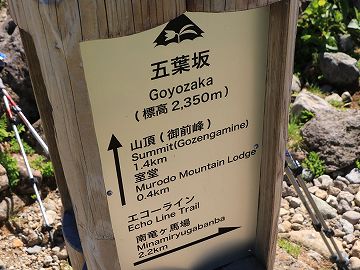 五葉坂
Goyozaka
(標高 2,350m)
山頂(御前峰)
Summit(Gozengamine)
1.4km
室堂
Murodo Mountain Lodge
0.4km
エコーライン
Echo Line Trail
南竜ヶ馬場
Minamiryugabanba
2.2km